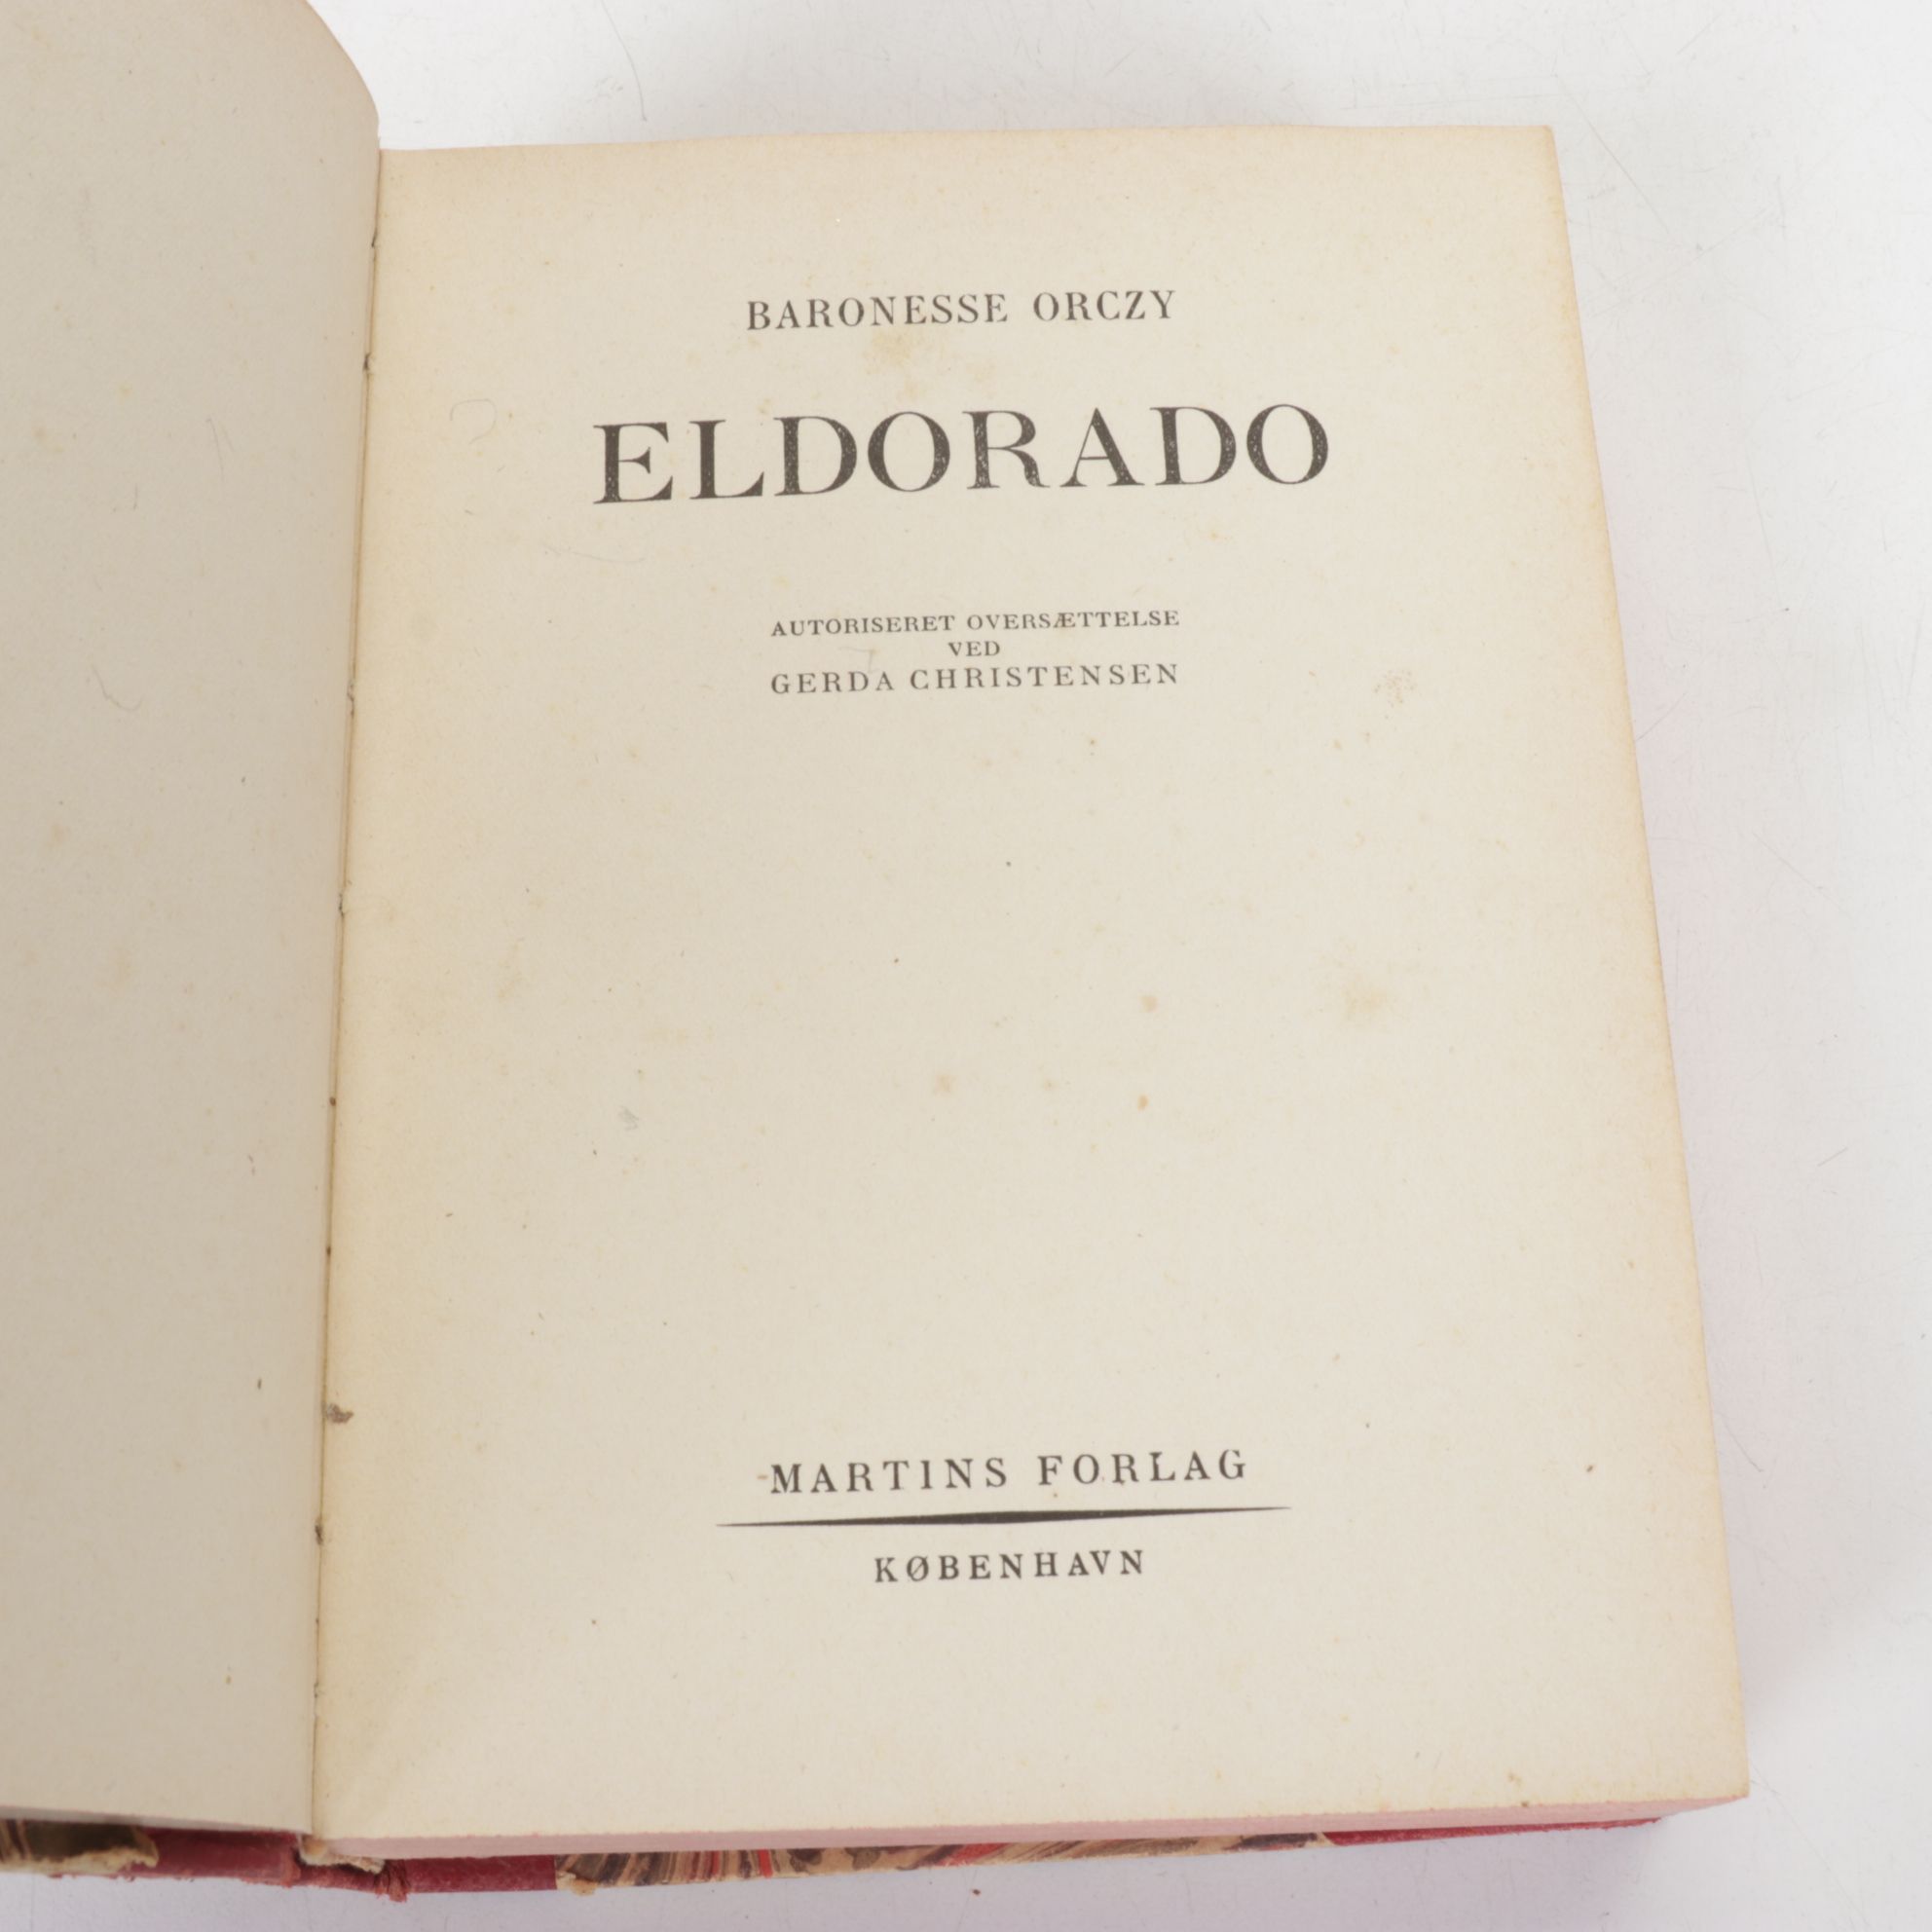 BARONESSE ORCZY
ELDORADO
AUTORISERET OVERSÆTTELSE
VED
GERDA CHRISTENSEN
MARTINS FORLAG
KØBENHAVN